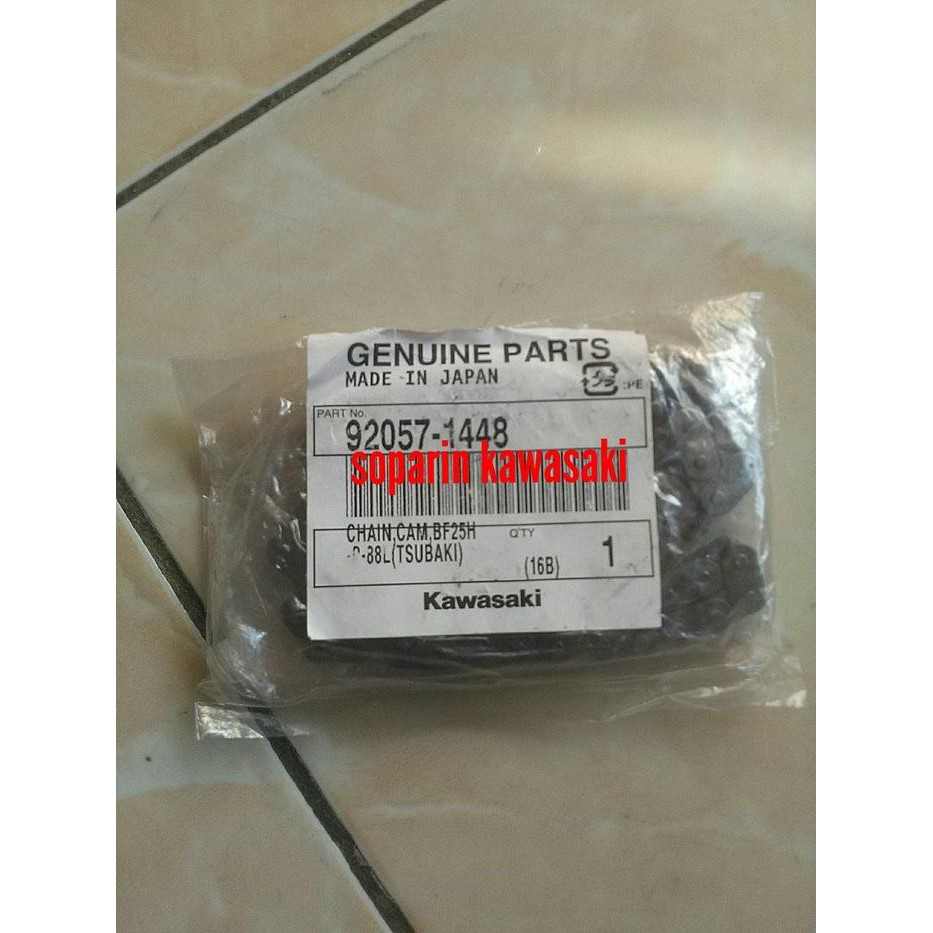 GENUINE PARTS
MADE IN JAPAN
:PE
PART No.
92057-1448
soparin kawasaki
CHAIN,CAM,BF25H
-P-88L(TSUBAKI)
Q'TY
(16B)
1
Kawasaki